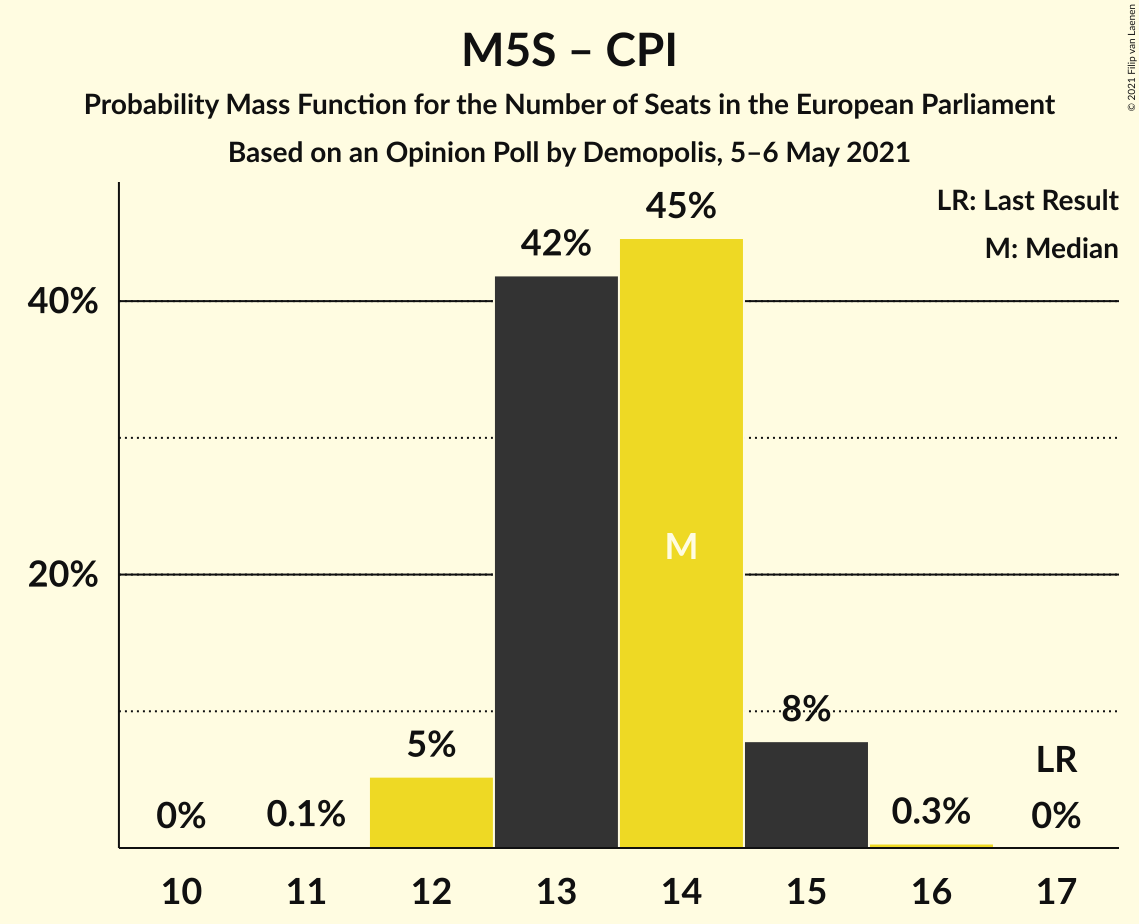 M5S – CPI
Probability Mass Function for the Number of Seats in the European Parliament
Based on an Opinion Poll by Demopolis, 5–6 May 2021
© 2021 Filip van Laenen
LR: Last Result
M: Median
40%
20%
0%
0.1%
5%
42%
45%
M
8%
0.3%
LR
0%
10 11 12 13 14 15 16 17